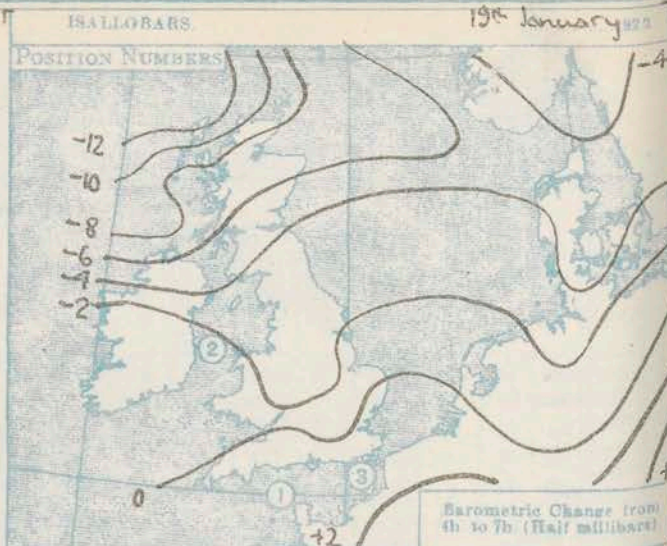 ISALLOBARS.
19th January 922
POSITION NUMBERS
-4
-12
-10
-8
-6
-4
-2
2
3
1
0
+2
Barometric Change from
4h to 7h (Half millibars)